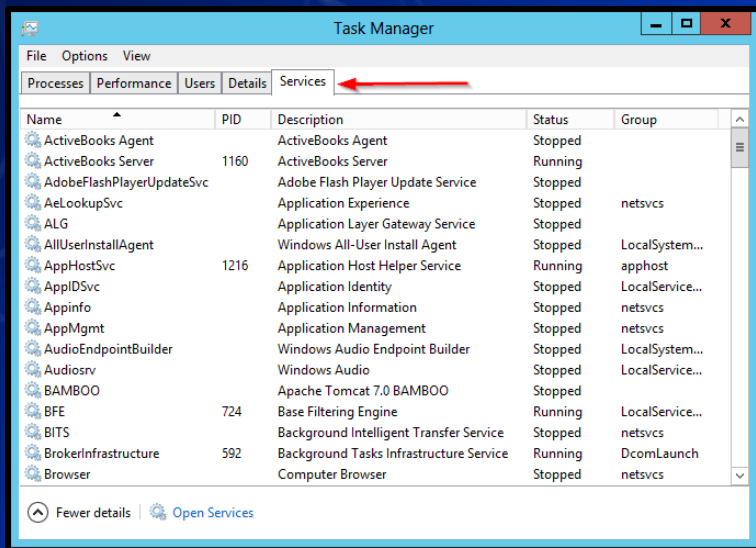 Task Manager
File Options View
Processes Performance Users Details Services
Name PID Description Status Group
ActiveBooks Agent ActiveBooks Agent Stopped
ActiveBooks Server 1160 ActiveBooks Server Running
AdobeFlashPlayerUpdateSvc Adobe Flash Player Update Service Stopped
AeLookupSvc Application Experience Stopped netsvcs
ALG Application Layer Gateway Service Stopped
AllUserInstallAgent Windows All-User Install Agent Stopped LocalSystem...
AppHostSvc 1216 Application Host Helper Service Running apphost
AppIDSvc Application Identity Stopped LocalService...
Appinfo Application Information Stopped netsvcs
AppMgmt Application Management Stopped netsvcs
AudioEndpointBuilder Windows Audio Endpoint Builder Stopped LocalSystem...
Audiosrv Windows Audio Stopped LocalService...
BAMBOO Apache Tomcat 7.0 BAMBOO Stopped
BFE 724 Base Filtering Engine Running LocalService...
BITS Background Intelligent Transfer Service Stopped netsvcs
BrokerInfrastructure 592 Background Tasks Infrastructure Service Running DcomLaunch
Browser Computer Browser Stopped netsvcs
Fewer details Open Services